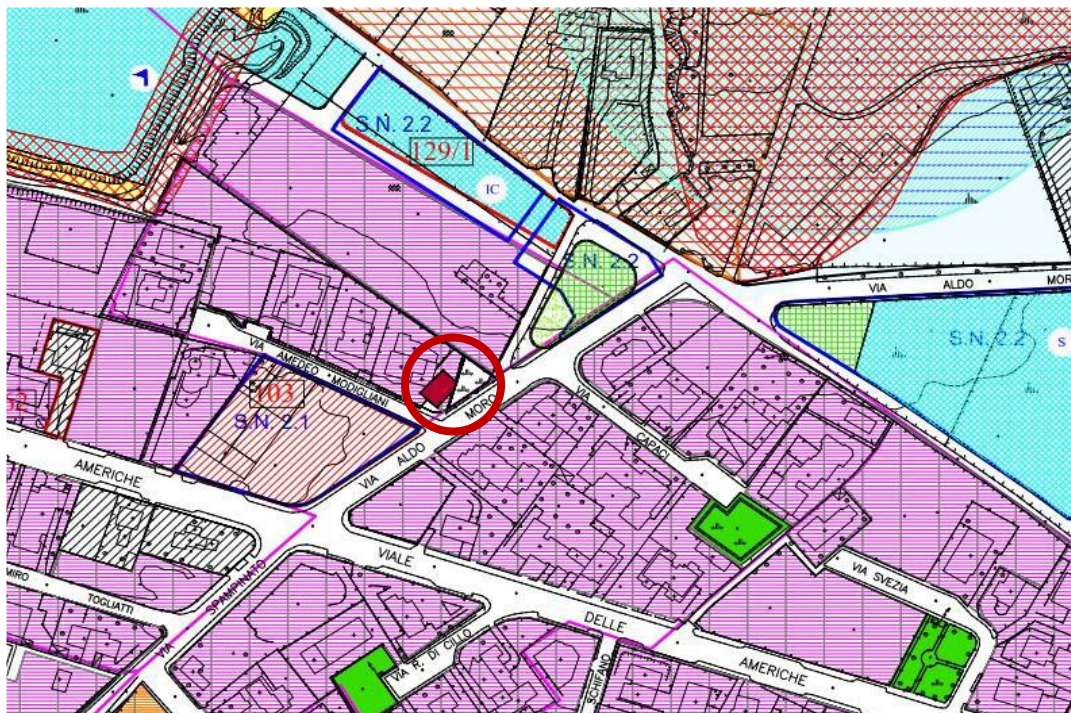 S.N. 2.2
129/1
IC
S.N. 2.2
VIA ALDO
S.N. 2.2
S
VIA AMEDEO MODIGLIANI
103
S.N. 2.1
VIA ALDO MORO
VIA CAPACI
AMERICHE
VIALE DELLE AMERICHE
VIA SVEZIA
TOGLIATTI
VIA SPAMPINATO
VIA R. DI CILLO
SCHIFANO